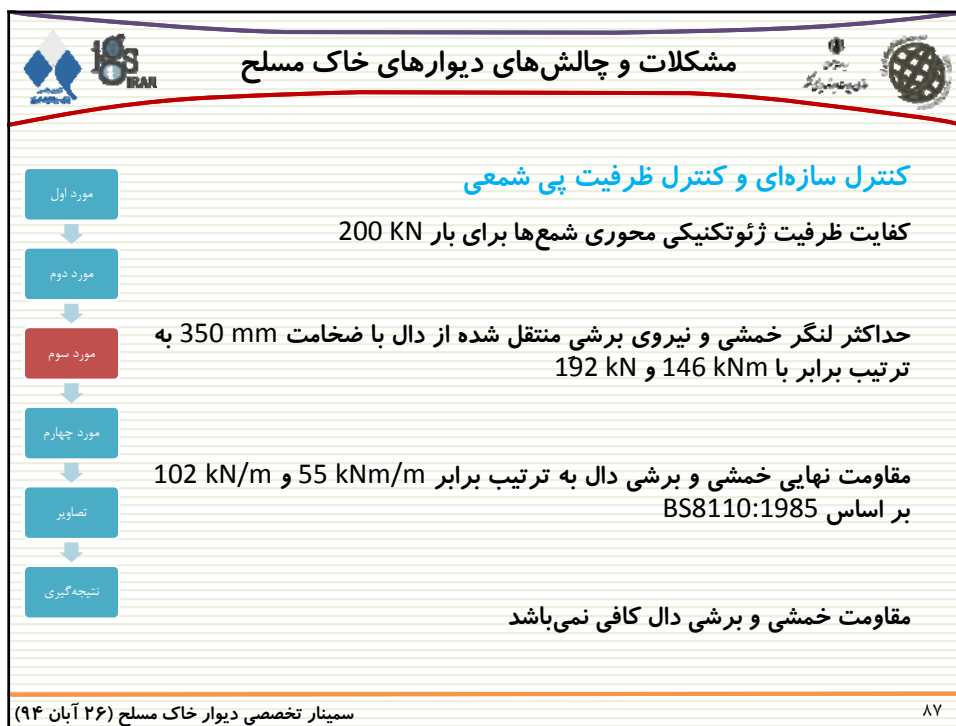 مشکلات و چالش‌های دیوارهای خاک مسلح
IRAN
کنترل سازه‌ای و کنترل ظرفیت پی شمعی
کفایت ظرفیت ژئوتکنیکی محوری شمع‌ها برای بار 200 KN
حداکثر لنگر خمشی و نیروی برشی منتقل شده از دال با ضخامت 350 mm به
ترتیب برابر با 146 kNm و 192 kN
مقاومت نهایی خمشی و برشی دال به ترتیب برابر 55 kNm/m و 102 kN/m
بر اساس BS8110:1985
مقاومت خمشی و برشی دال کافی نمی‌باشد
مورد اول
مورد دوم
مورد سوم
مورد چهارم
تصاویر
نتیجه‌گیری
سمینار تخصصی دیوار خاک مسلح (۲۶ آبان ۹۴)
۸۷